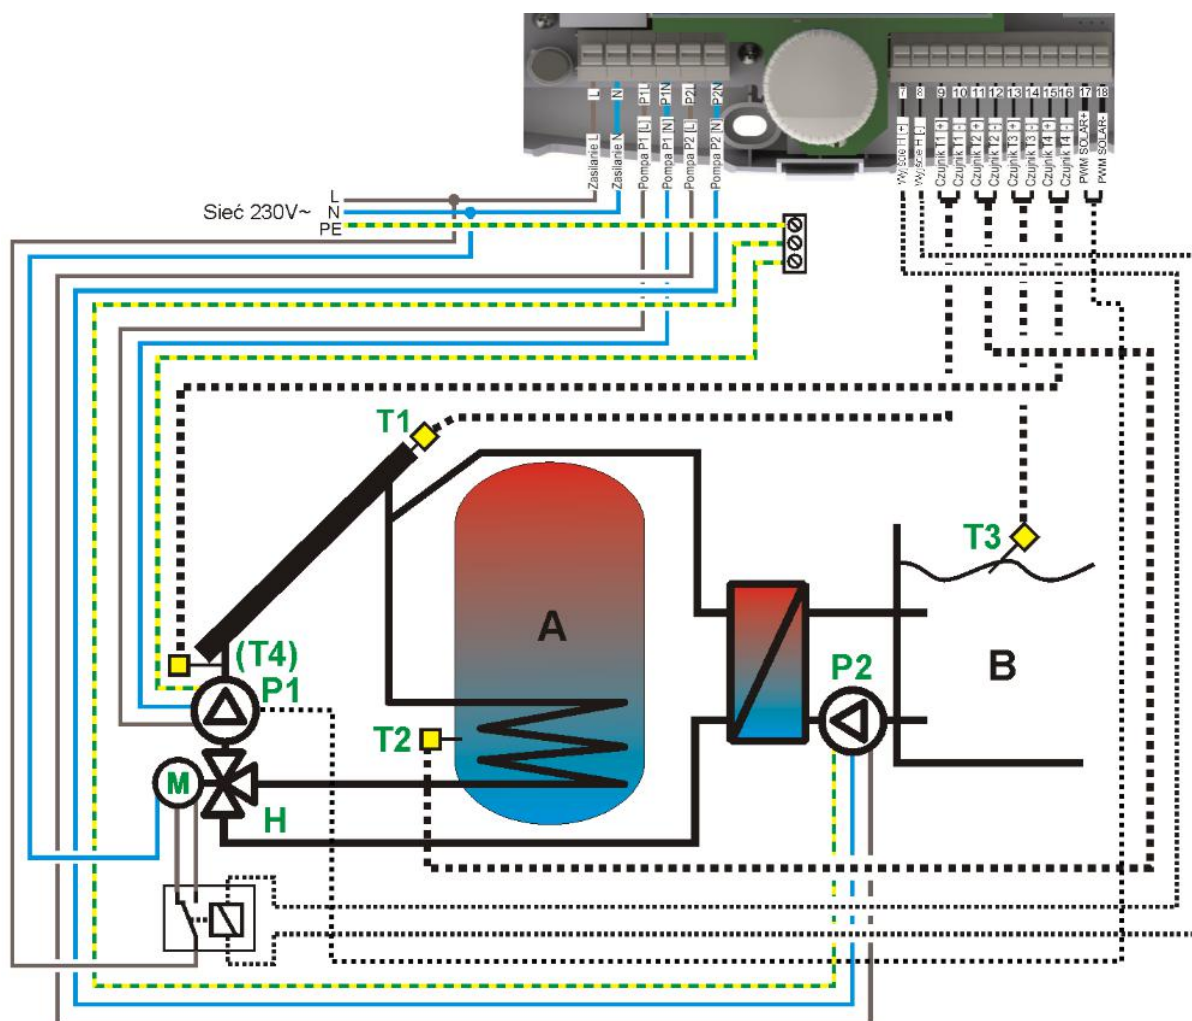 L
N
P1L
P1N
P2L
P2N
7
8
9
10
11
12
13
14
15
16
17
18
Zasilanie L
Zasilanie N
Pompa P1 [L]
Pompa P1 [N]
Pompa P2 [L]
Pompa P2 [N]
Wyjście H [+]
Wyjście H [-]
Czujnik T1 [+]
Czujnik T1 [-]
Czujnik T2 [+]
Czujnik T2 [-]
Czujnik T3 [+]
Czujnik T3 [-]
Czujnik T4 [+]
Czujnik T4 [-]
PWM SOLAR+
PWM SOLAR-
L
Sieć 230V~ N
PE
T1
T3
A
(T4)
B
P1
P2
T2
M
H